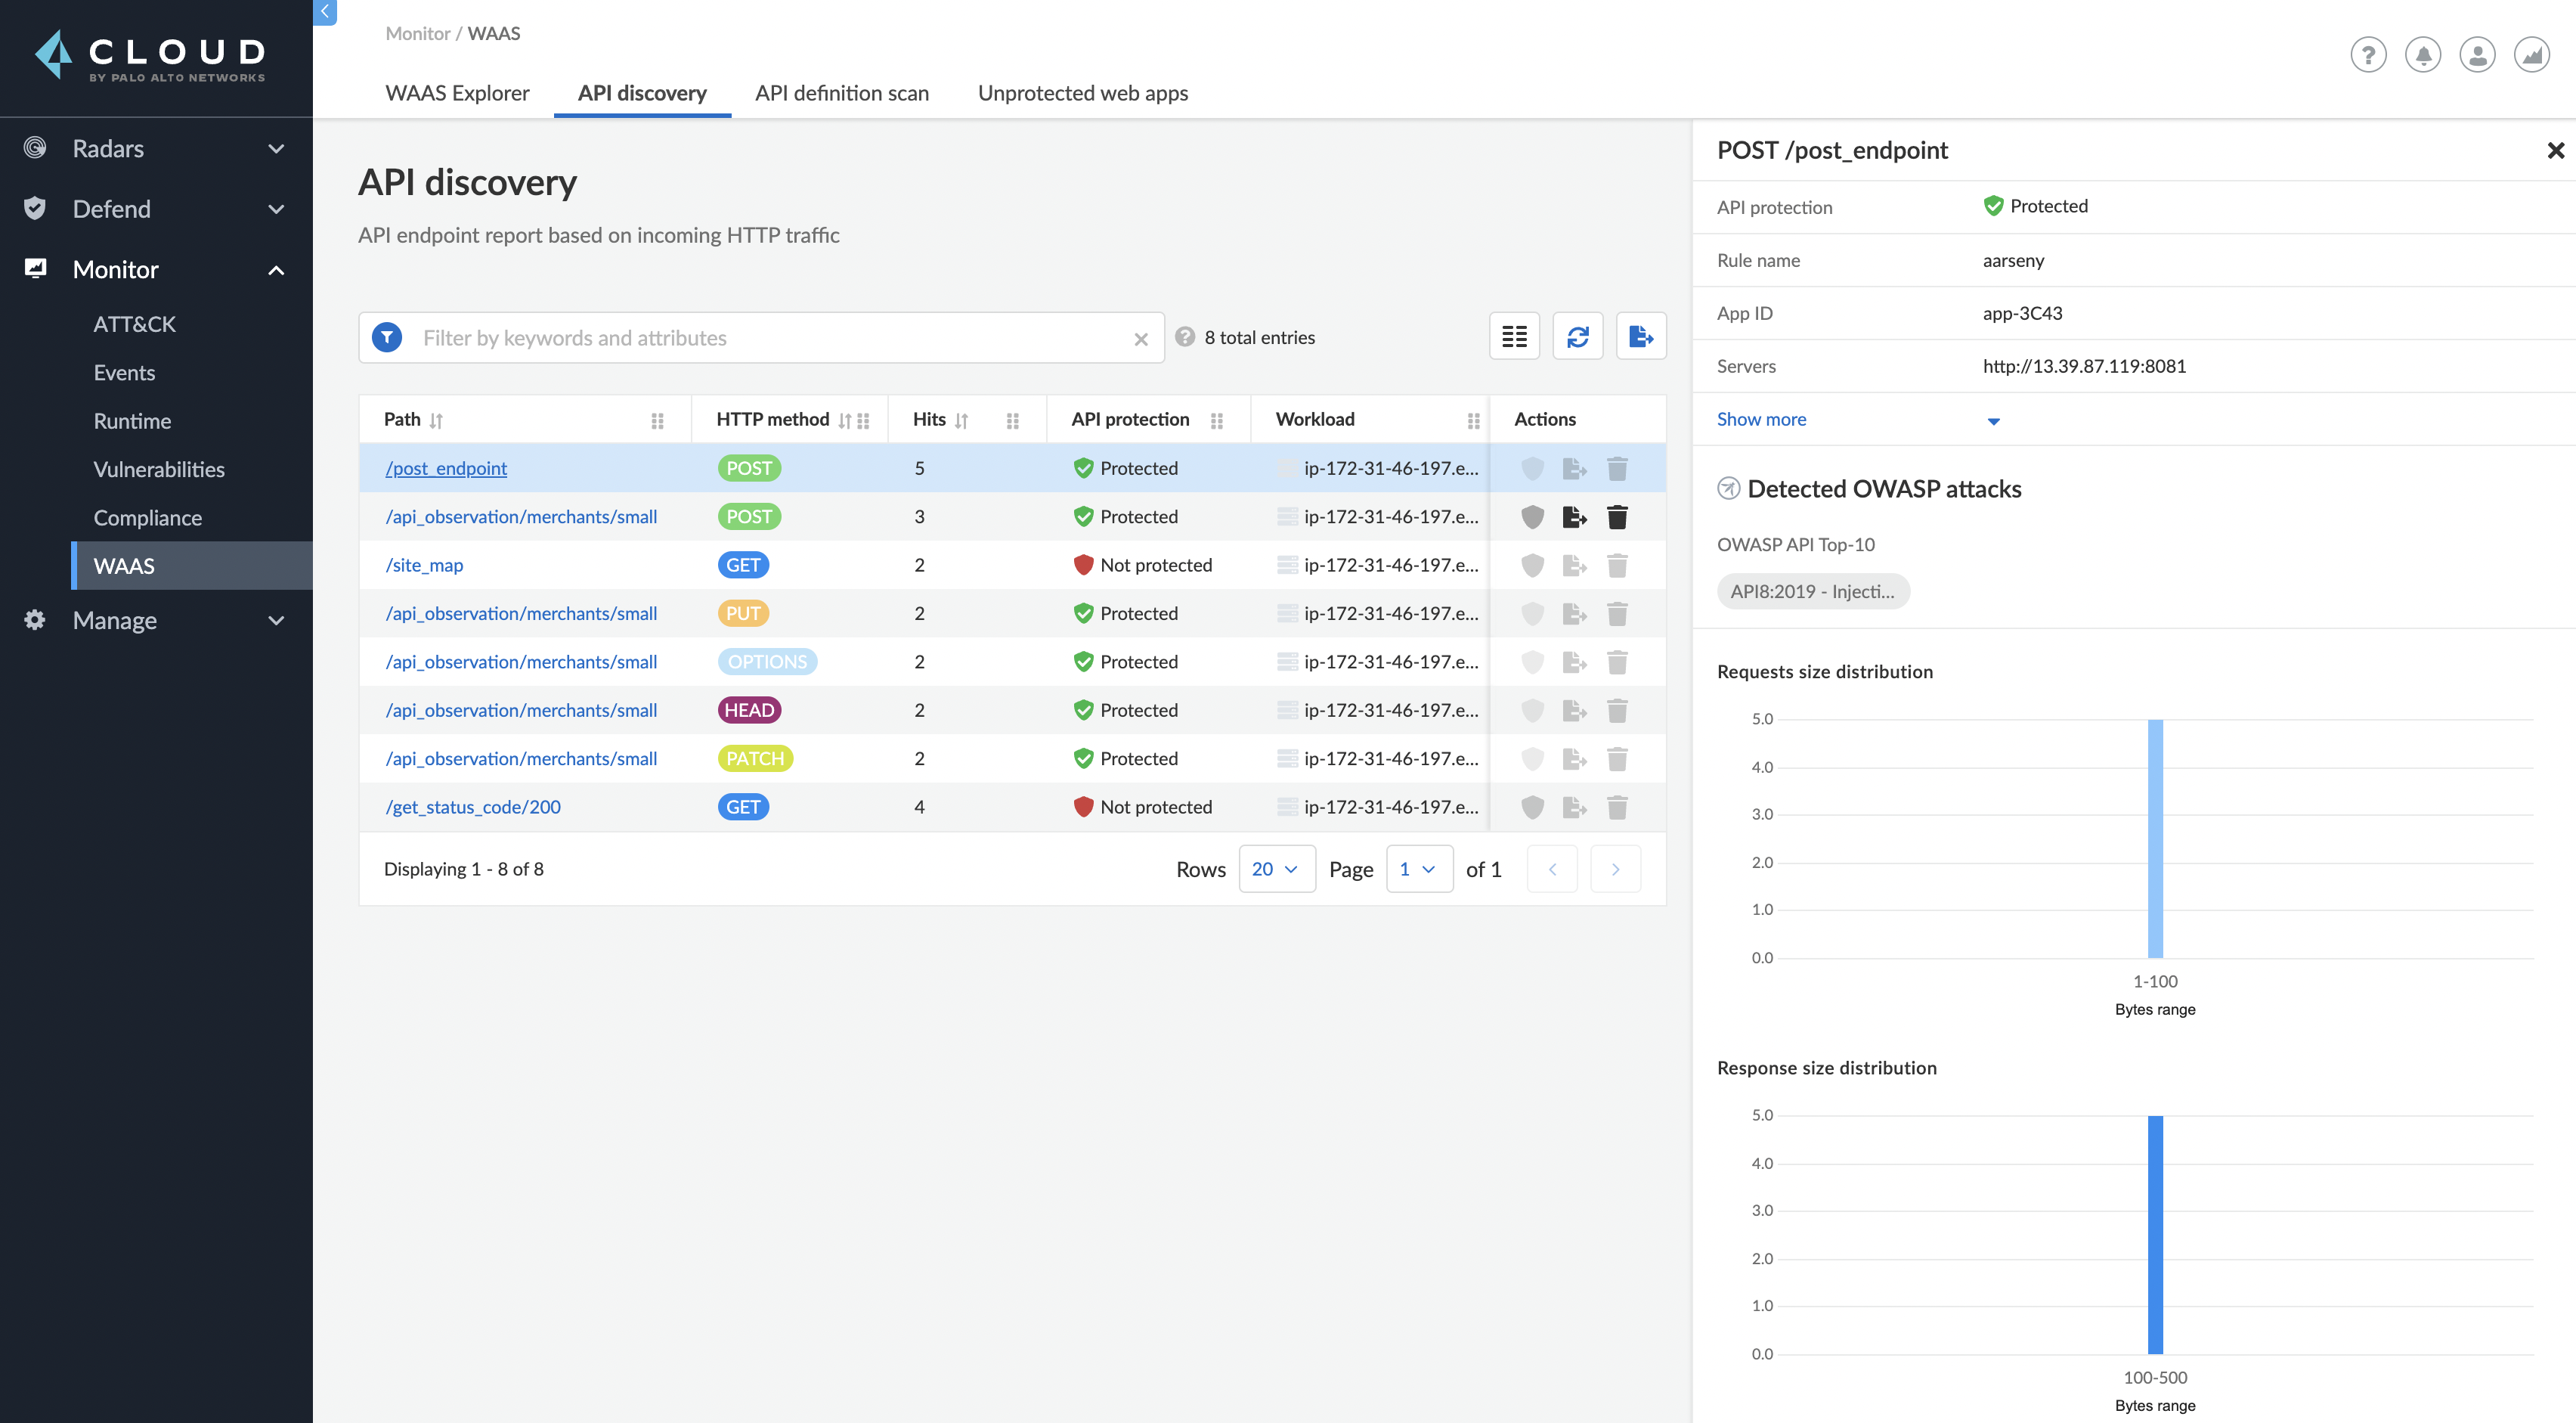 CLOUD
BY PALO ALTO NETWORKS
Radars
Defend
Monitor
ATT&CK
Events
Runtime
Vulnerabilities
Compliance
WAAS
Manage
Monitor / WAAS
WAAS Explorer API discovery API definition scan Unprotected web apps
API discovery
API endpoint report based on incoming HTTP traffic
Filter by keywords and attributes
8 total entries
Path HTTP method Hits API protection Workload Actions
/post_endpoint POST 5 Protected ip-172-31-46-197.e...
/api_observation/merchants/small POST 3 Protected ip-172-31-46-197.e...
/site_map GET 2 Not protected ip-172-31-46-197.e...
/api_observation/merchants/small PUT 2 Protected ip-172-31-46-197.e...
/api_observation/merchants/small OPTIONS 2 Protected ip-172-31-46-197.e...
/api_observation/merchants/small HEAD 2 Protected ip-172-31-46-197.e...
/api_observation/merchants/small PATCH 2 Protected ip-172-31-46-197.e...
/get_status_code/200 GET 4 Not protected ip-172-31-46-197.e...
Displaying 1 - 8 of 8 Rows 20 Page 1 of 1
POST /post_endpoint
API protection Protected
Rule name aarseny
App ID app-3C43
Servers http://13.39.87.119:8081
Show more
Detected OWASP attacks
OWASP API Top-10
API8:2019 - Injecti...
Requests size distribution
5.0
4.0
3.0
2.0
1.0
0.0
1-100
Bytes range
Response size distribution
5.0
4.0
3.0
2.0
1.0
0.0
100-500
Bytes range